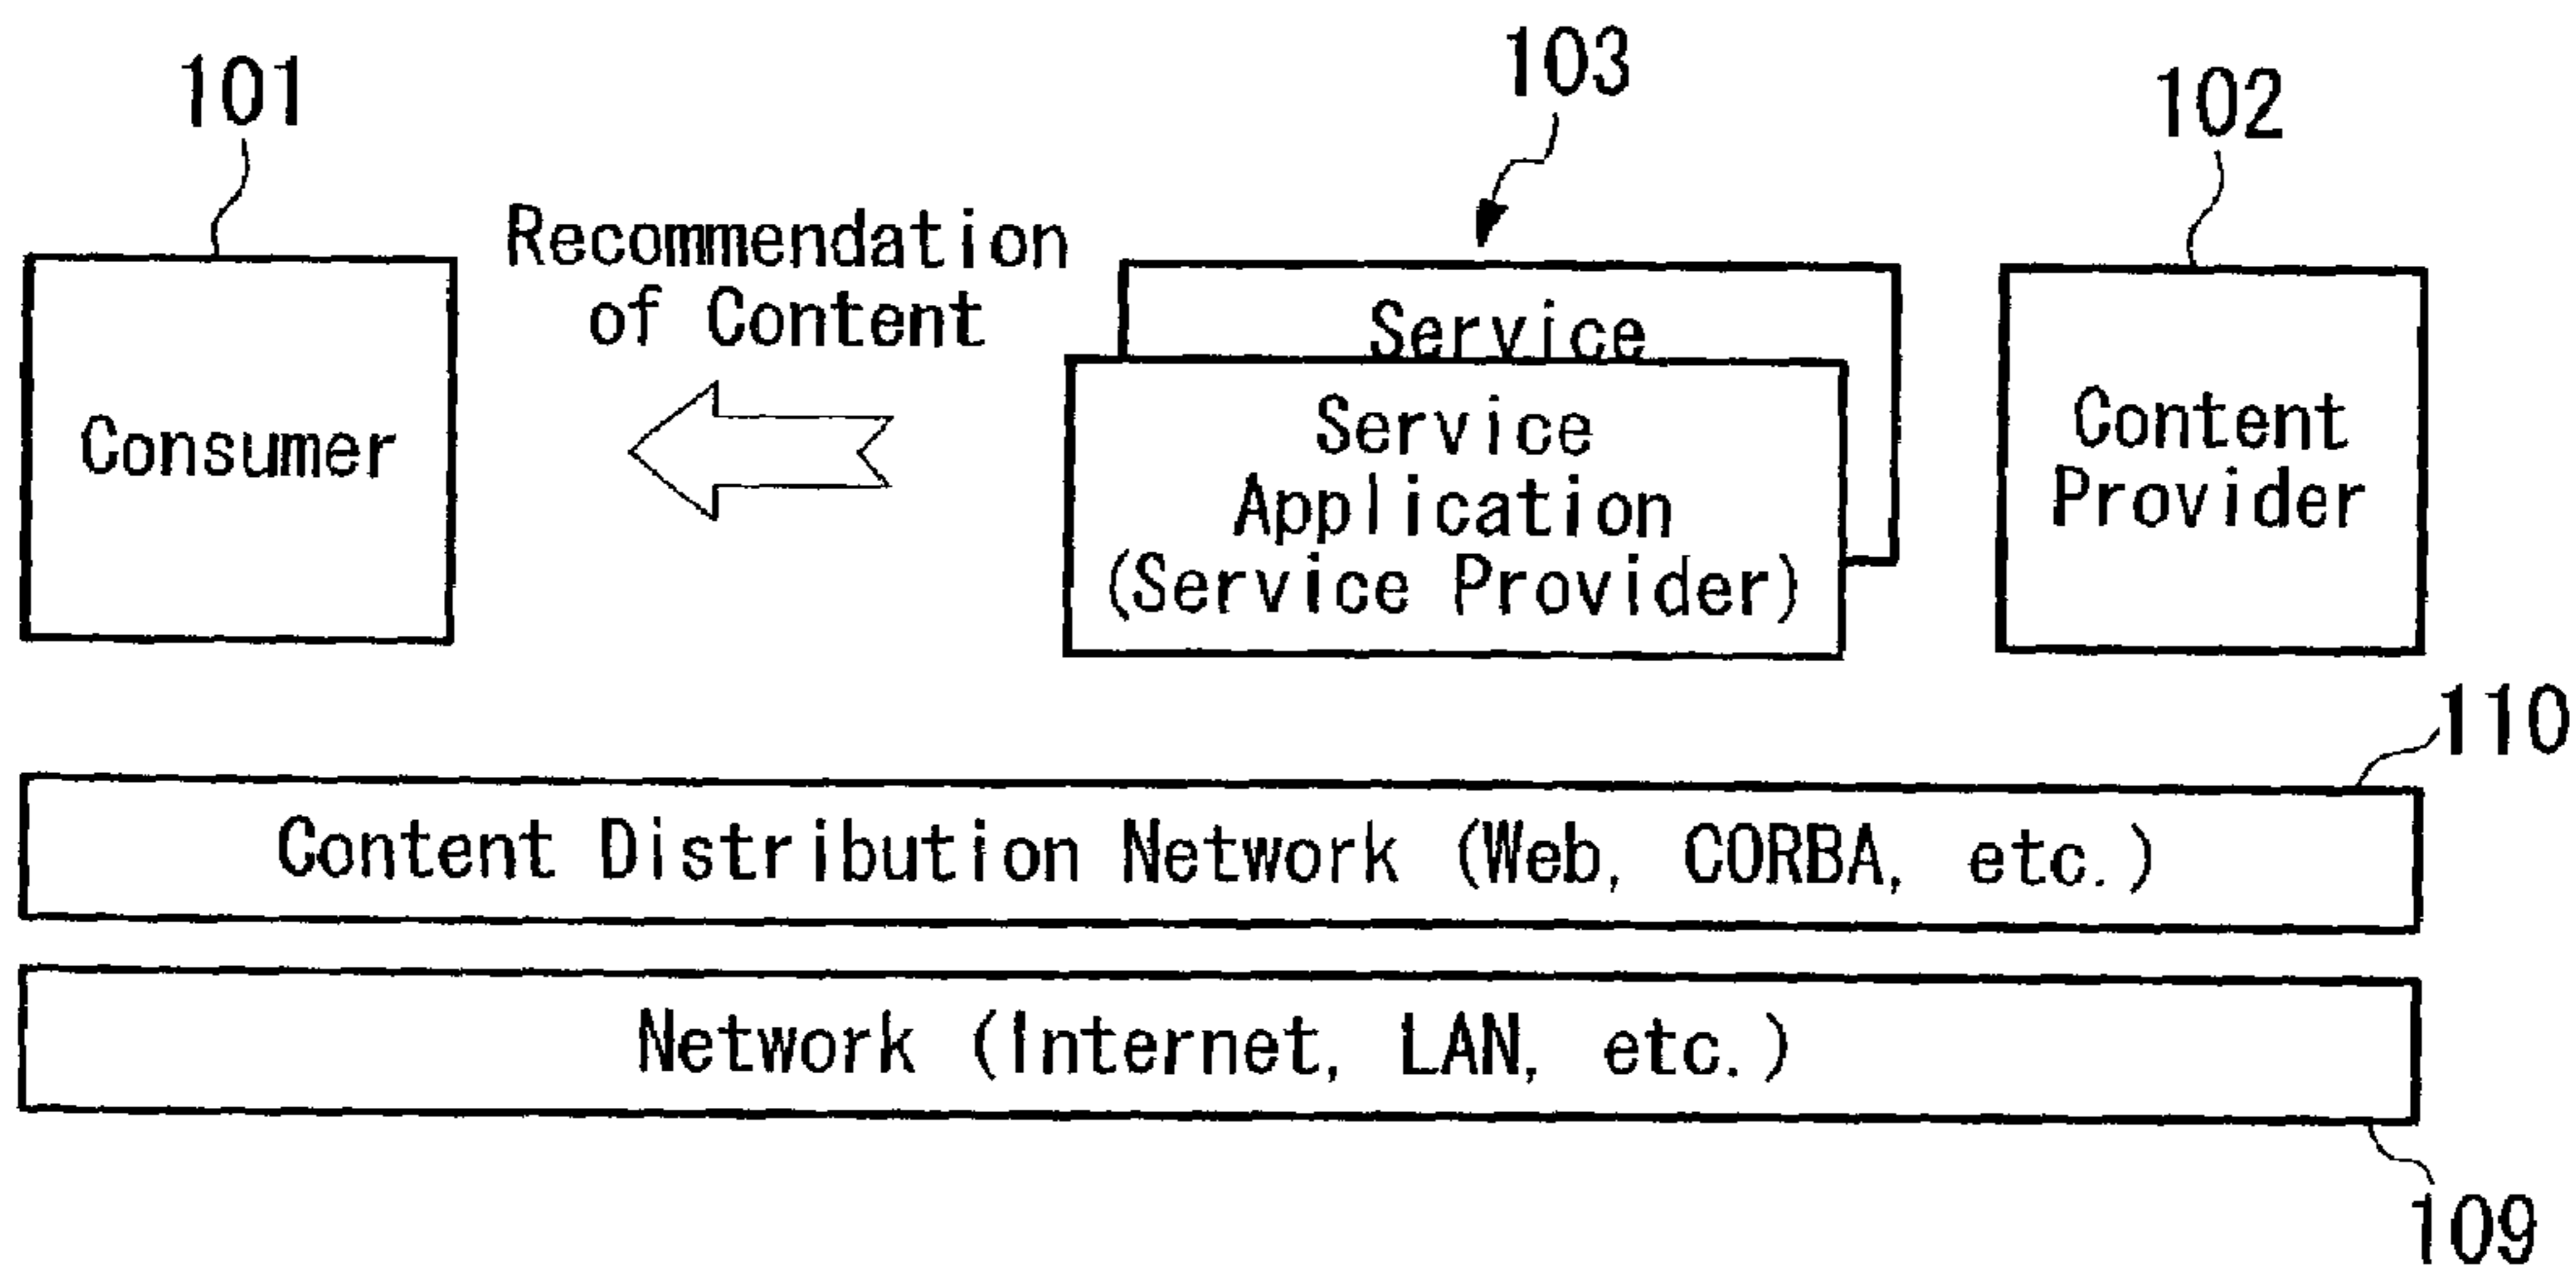 101
103
102
Recommendation
of Content
Consumer
Service
Service
Application
(Service Provider)
Content
Provider
110
Content Distribution Network (Web, CORBA, etc.)
Network (Internet, LAN, etc.)
109